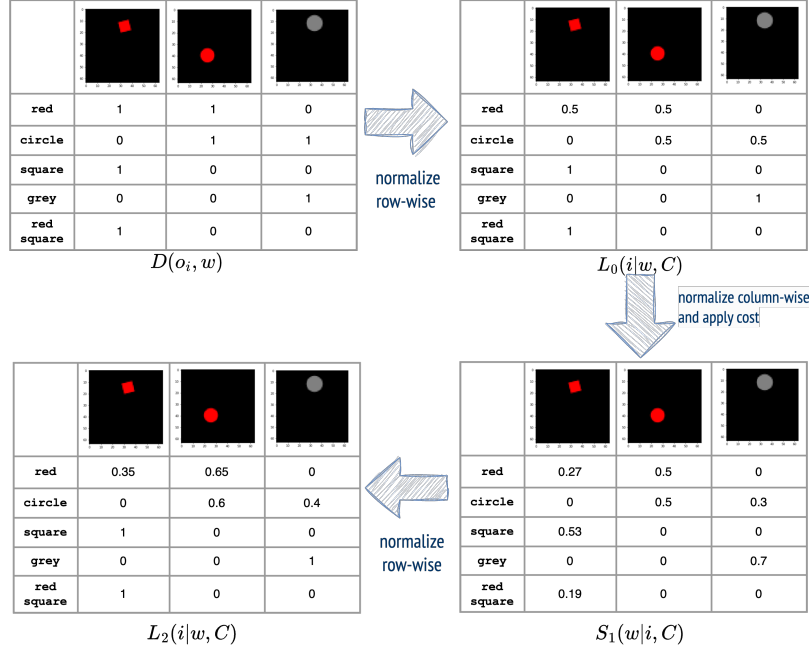 red 1 1 0
circle 0 1 1
square 1 0 0
grey 0 0 1
red
square 1 0 0
D(o_i, w)
normalize
row-wise
red 0.5 0.5 0
circle 0 0.5 0.5
square 1 0 0
grey 0 0 1
red
square 1 0 0
L_0(i|w, C)
normalize column-wise
and apply cost
red 0.27 0.5 0
circle 0 0.5 0.3
square 0.53 0 0
grey 0 0 0.7
red
square 0.19 0 0
S_1(w|i, C)
normalize
row-wise
red 0.35 0.65 0
circle 0 0.6 0.4
square 1 0 0
grey 0 0 1
red
square 1 0 0
L_2(i|w, C)